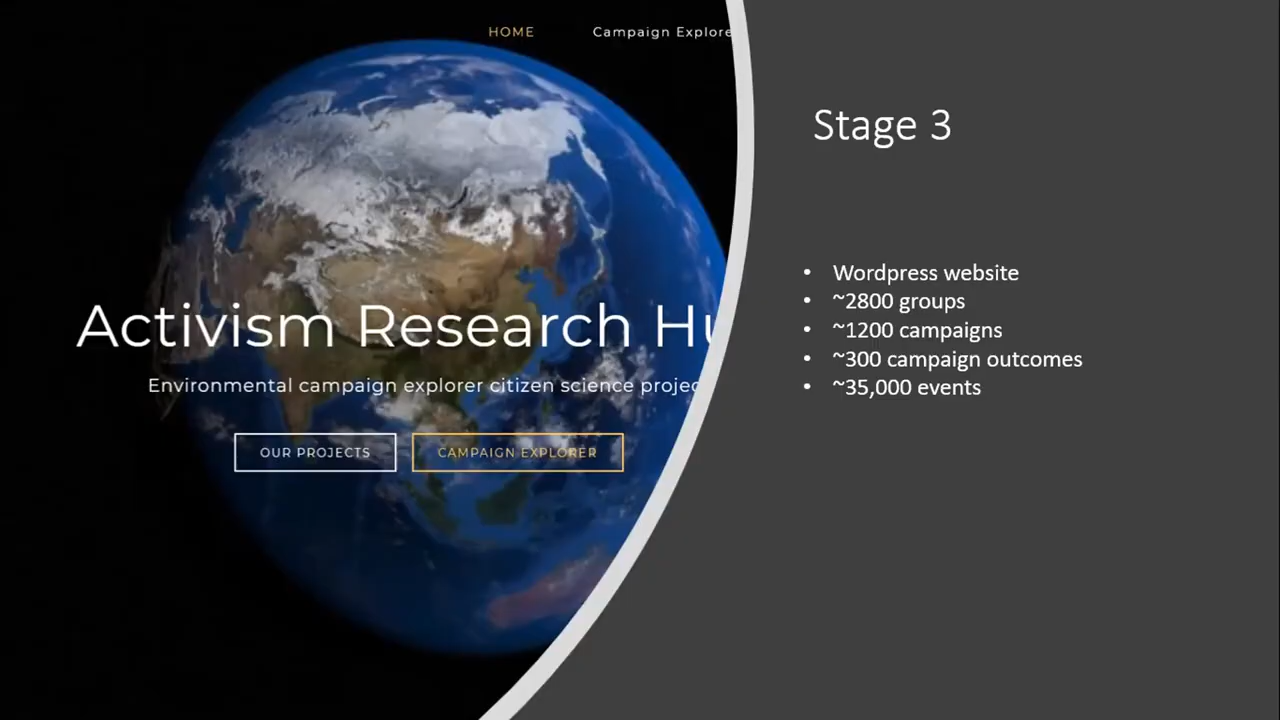 HOME
Campaign Explore
Activism Research Hu
Environmental campaign explorer citizen science projec
OUR PROJECTS
CAMPAIGN EXPLORER
Stage 3
• Wordpress website
• ~2800 groups
• ~1200 campaigns
• ~300 campaign outcomes
• ~35,000 events